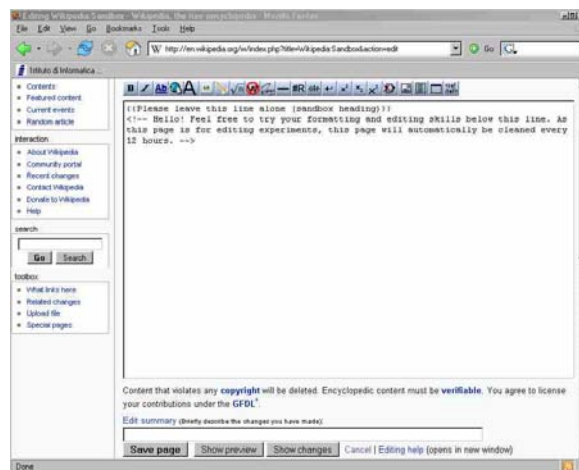 Editing Wikipedia:Sandbox - Wikipedia, the free encyclopedia - Mozilla Firefox
File Edit View Go Bookmarks Tools Help
http://en.wikipedia.org/w/index.php?title=Wikipedia:Sandbox&action=edit
Go
Istituto di Informatica ...
Contents
Featured content
Current events
Random article
interaction
About Wikipedia
Community portal
Recent changes
Contact Wikipedia
Donate to Wikipedia
Help
search
Go Search
toolbox
What links here
Related changes
Upload file
Special pages
{{Please leave this line alone (sandbox heading)}}
<!-- Hello! Feel free to try your formatting and editing skills below this line. As
this page is for editing experiments, this page will automatically be cleaned every
12 hours. -->
Content that violates any copyright will be deleted. Encyclopedic content must be verifiable. You agree to license
your contributions under the GFDL*.
Edit summary (Briefly describe the changes you have made):
Save page Show preview Show changes Cancel | Editing help (opens in new window)
Done